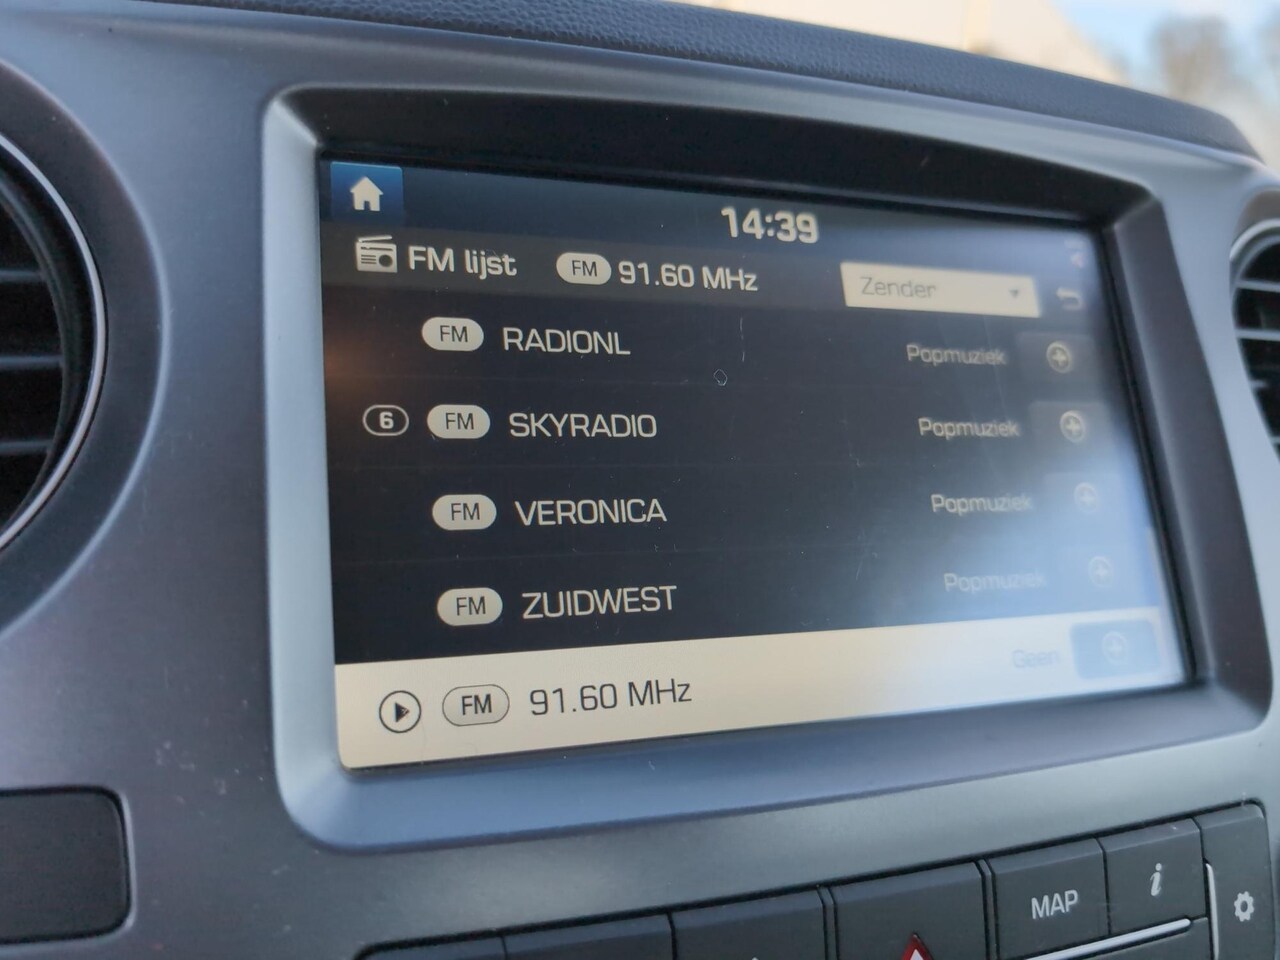 14:39
FM lijst FM 91.60 MHz Zender
FM RADIONL Popmuziek
6 FM SKYRADIO Popmuziek
FM VERONICA Popmuziek
FM ZUIDWEST Popmuziek
FM 91.60 MHz Geen
MAP i